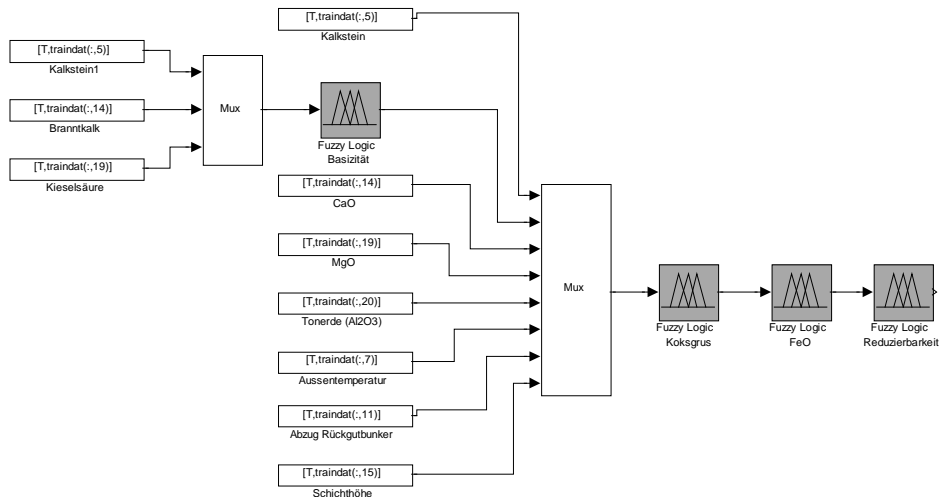 [T,traindat(:,5)]
Kalkstein
[T,traindat(:,5)]
Kalkstein1
[T,traindat(:,14)]
Branntkalk
[T,traindat(:,19)]
Kieselsäure
Mux
Fuzzy Logic
Basizität
[T,traindat(:,14)]
CaO
[T,traindat(:,19)]
MgO
[T,traindat(:,20)]
Tonerde (Al2O3)
[T,traindat(:,7)]
Aussentemperatur
[T,traindat(:,11)]
Abzug Rückgutbunker
[T,traindat(:,15)]
Schichthöhe
Mux
Fuzzy Logic
Koksgrus
Fuzzy Logic
FeO
Fuzzy Logic
Reduzierbarkeit